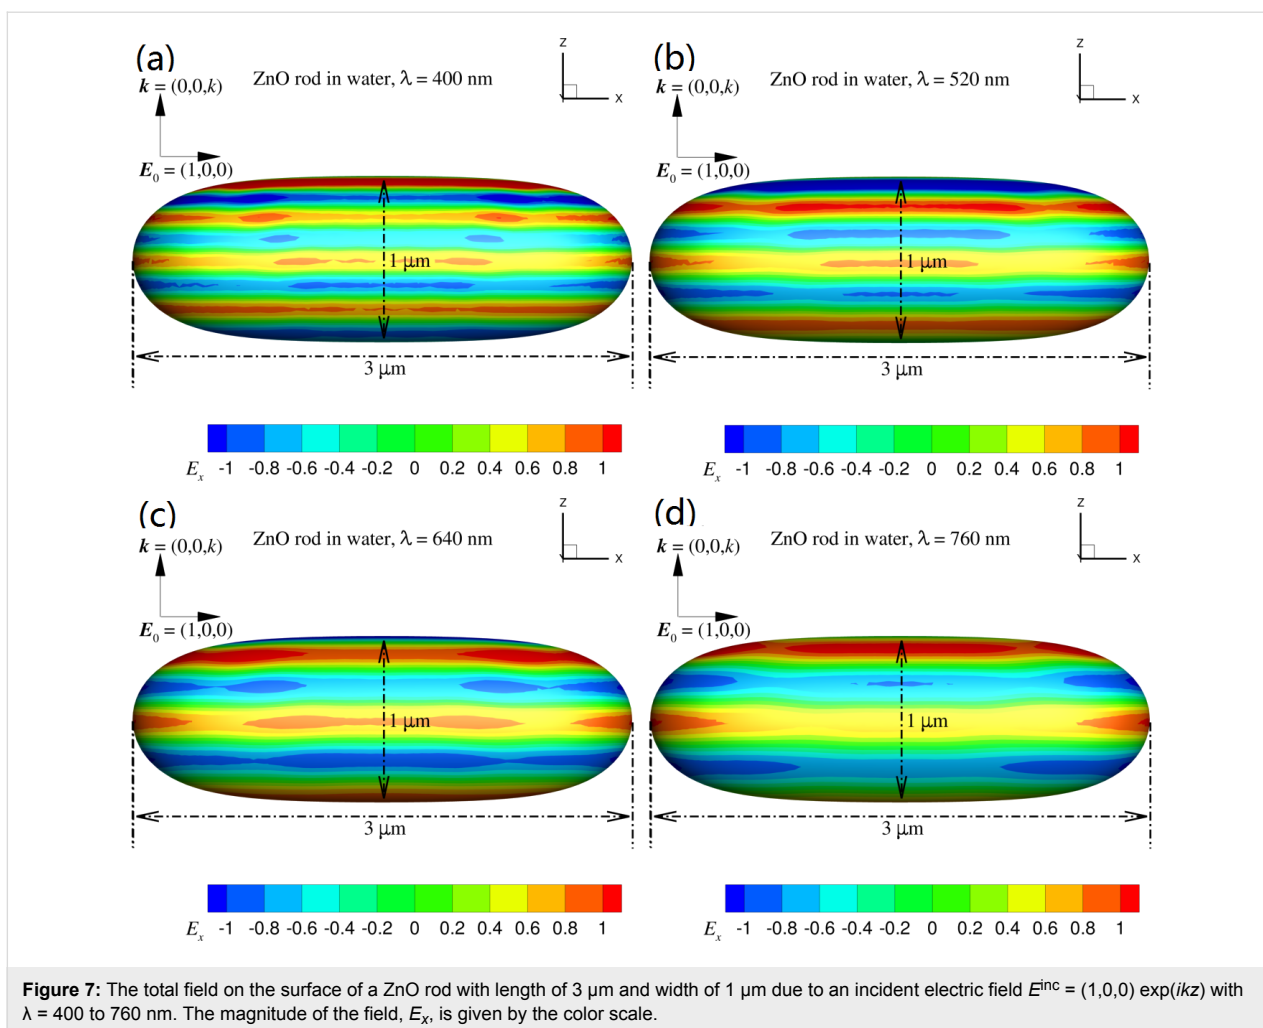 (a)
k = (0,0,k)
ZnO rod in water, λ = 400 nm
z
x
E0 = (1,0,0)
1 μm
3 μm
Ex -1 -0.8 -0.6 -0.4 -0.2 0 0.2 0.4 0.6 0.8 1
(b)
k = (0,0,k)
ZnO rod in water, λ = 520 nm
z
x
E0 = (1,0,0)
1 μm
3 μm
Ex -1 -0.8 -0.6 -0.4 -0.2 0 0.2 0.4 0.6 0.8 1
(c)
k = (0,0,k)
ZnO rod in water, λ = 640 nm
z
x
E0 = (1,0,0)
1 μm
3 μm
Ex -1 -0.8 -0.6 -0.4 -0.2 0 0.2 0.4 0.6 0.8 1
(d)
k = (0,0,k)
ZnO rod in water, λ = 760 nm
z
x
E0 = (1,0,0)
1 μm
3 μm
Ex -1 -0.8 -0.6 -0.4 -0.2 0 0.2 0.4 0.6 0.8 1
Figure 7: The total field on the surface of a ZnO rod with length of 3 μm and width of 1 μm due to an incident electric field E^inc = (1,0,0) exp(ikz) with
λ = 400 to 760 nm. The magnitude of the field, Ex, is given by the color scale.